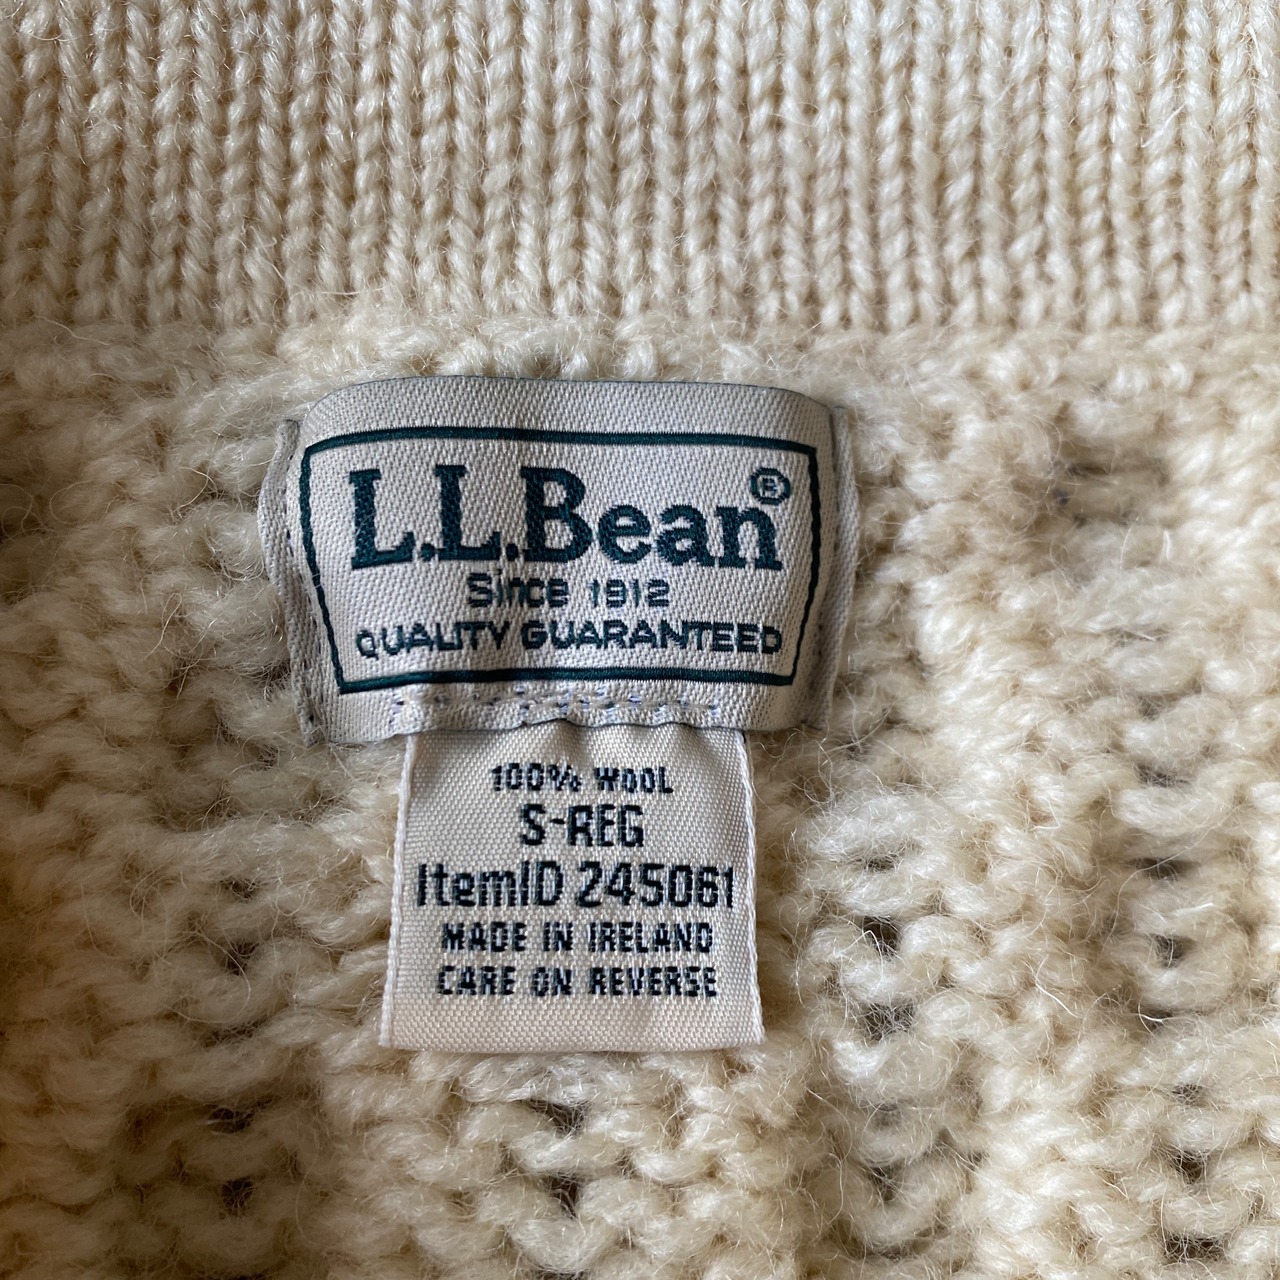 L.L.Bean®
Since 1912
QUALITY GUARANTEED
100% WOOL
S-REG
ItemID 245061
MADE IN IRELAND
CARE ON REVERSE